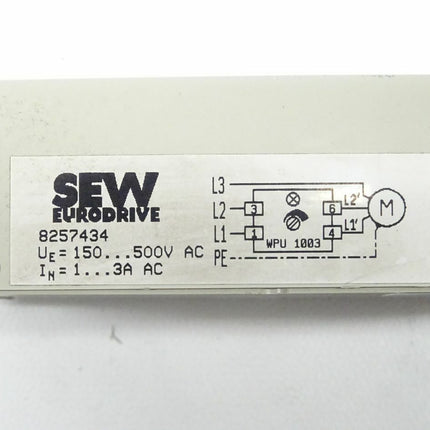 SEW
EURODRIVE
8257434
UE = 150...500V AC
IN = 1...3A AC
L3
L2 3 6 L2'
M
L1 1 4 L1'
WPU 1003
PE